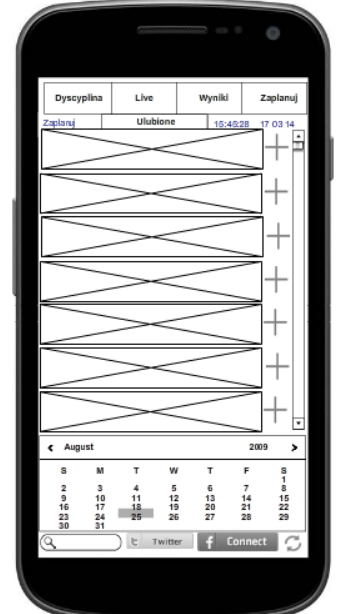 Dyscyplina Live Wyniki Zaplanuj
Zaplanuj Ulubione 15:45:28 17 03 14
August 2009
S M T W T F S
1
2 3 4 5 6 7 8
9 10 11 12 13 14 15
16 17 18 19 20 21 22
23 24 25 26 27 28 29
30 31
t Twitter f Connect